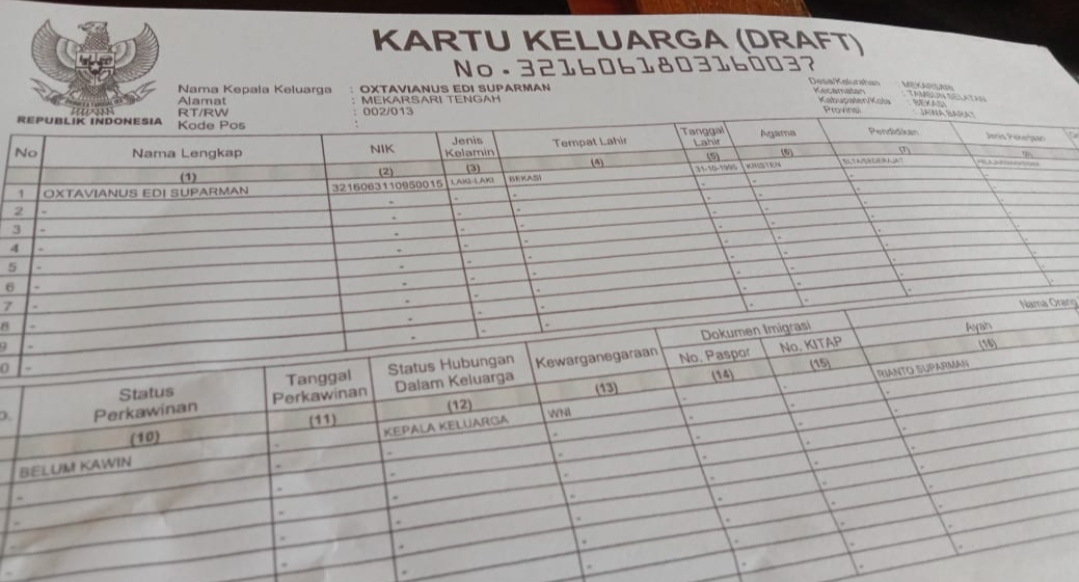 KARTU KELUARGA (DRAFT)
No. 3216061803160037
REPUBLIK INDONESIA
Nama Kepala Keluarga : OXTAVIANUS EDI SUPARMAN
Alamat : MEKARSARI TENGAH
RT/RW : 002/013
Kode Pos :
Desa/Kelurahan : MEKARSARI
Kecamatan : TAMBUN SELATAN
Kabupaten/Kota : BEKASI
Provinsi : JAWA BARAT
No Nama Lengkap NIK Jenis Kelamin Tempat Lahir Tanggal Lahir Agama Pendidikan Jenis Pekerjaan
(1) (2) (3) (4) (5) (6) (7) (8)
1 OXTAVIANUS EDI SUPARMAN 3216063110950015 LAKI-LAKI BEKASI 31-10-1995 KRISTEN SLTA/SEDERAJAT
2 - - - - - - - -
3 - - - - - - - -
4 - - - - - - - -
5 - - - - - - - -
6 - - - - - - - -
7 - - - - - - - -
8 - - - - - - - -
9 - - - - - - - -
0 -
Status Perkawinan Tanggal Perkawinan Status Hubungan Dalam Keluarga Kewarganegaraan Dokumen Imigrasi Nama Orang
No. Paspor No. KITAP Ayah
(10) (11) (12) (13) (14) (15) (16)
BELUM KAWIN - KEPALA KELUARGA WNI - - RIANTO SUPARMAN
- - - - - - -
- - - - - - -
- - - - - - -
- - - - - - -